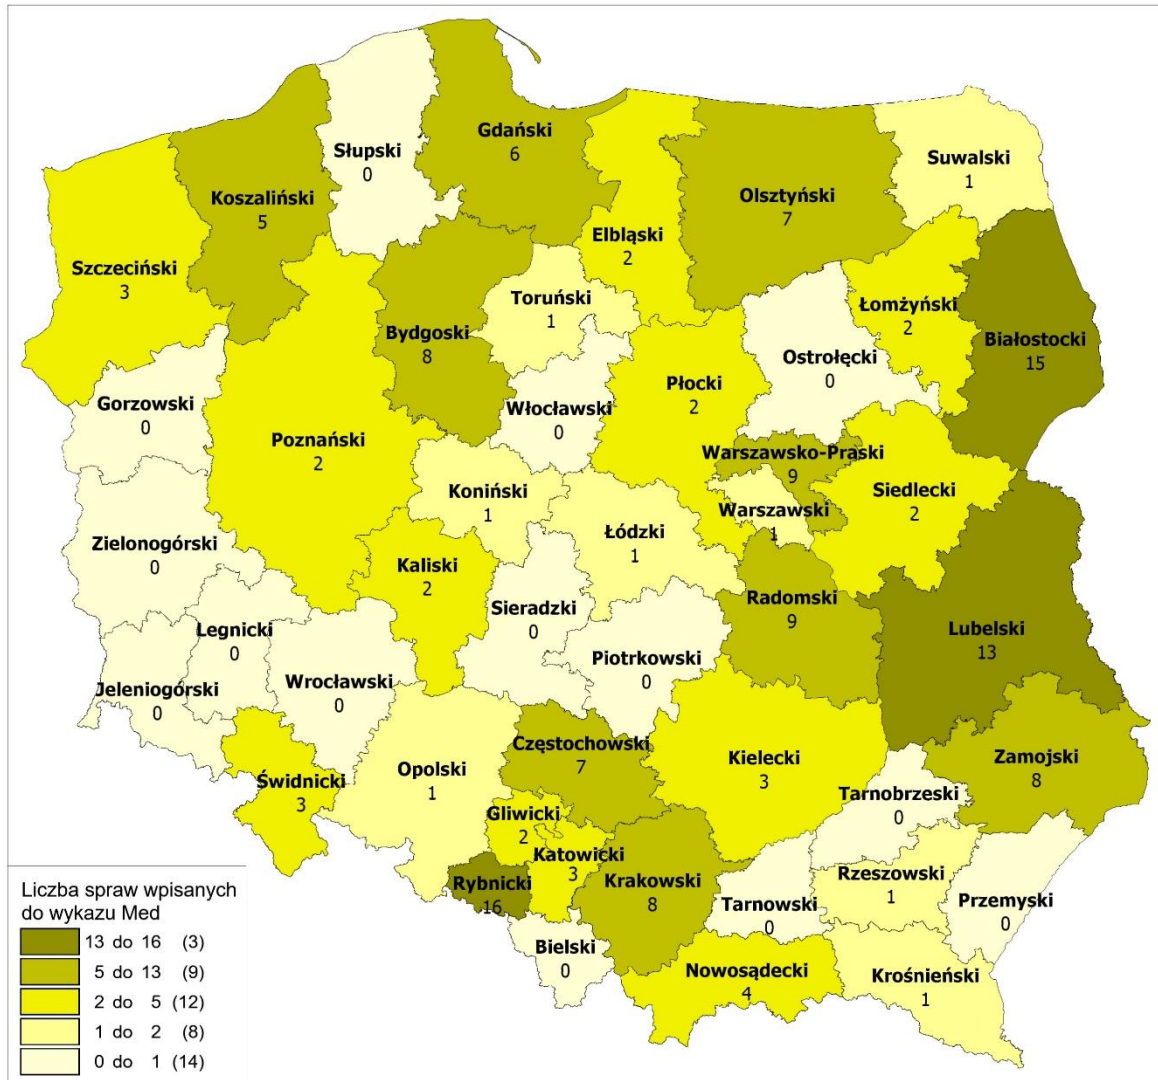 Słupski
0
Gdański
6
Suwalski
1
Koszaliński
5
Olsztyński
7
Elbląski
2
Szczeciński
3
Toruński
1
Łomżyński
2
Bydgoski
8
Białostocki
15
Ostrołęcki
0
Płocki
2
Gorzowski
0
Włocławski
0
Poznański
2
Warszawsko-Praski
9
Koniński
1
Siedlecki
2
Warszawski
1
Łódzki
1
Zielonogórski
0
Kaliski
2
Radomski
9
Sieradzki
0
Legnicki
0
Lubelski
13
Piotrkowski
0
Wrocławski
0
Jeleniogórski
0
Częstochowski
7
Kielecki
3
Zamojski
8
Opolski
1
Świdnicki
3
Tarnobrzeski
0
Gliwicki
2
Katowicki
3
Rzeszowski
1
Rybnicki
16
Krakowski
8
Tarnowski
0
Przemyski
0
Bielski
0
Nowosądecki
4
Krośnieński
1
Liczba spraw wpisanych
do wykazu Med
13 do 16 (3)
5 do 13 (9)
2 do 5 (12)
1 do 2 (8)
0 do 1 (14)